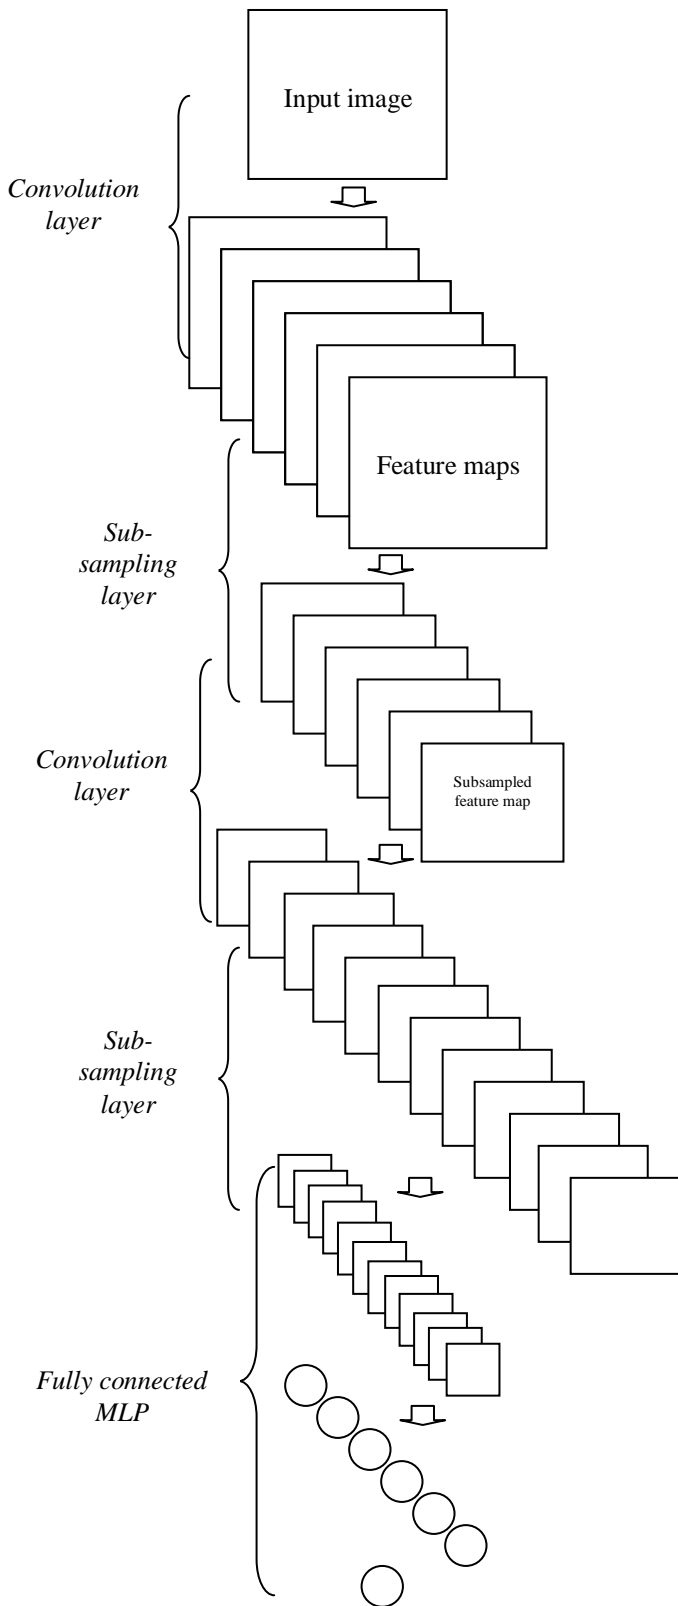 Input image
Convolution
layer
Feature maps
Sub-
sampling
layer
Convolution
layer
Subsampled
feature map
Sub-
sampling
layer
Fully connected
MLP